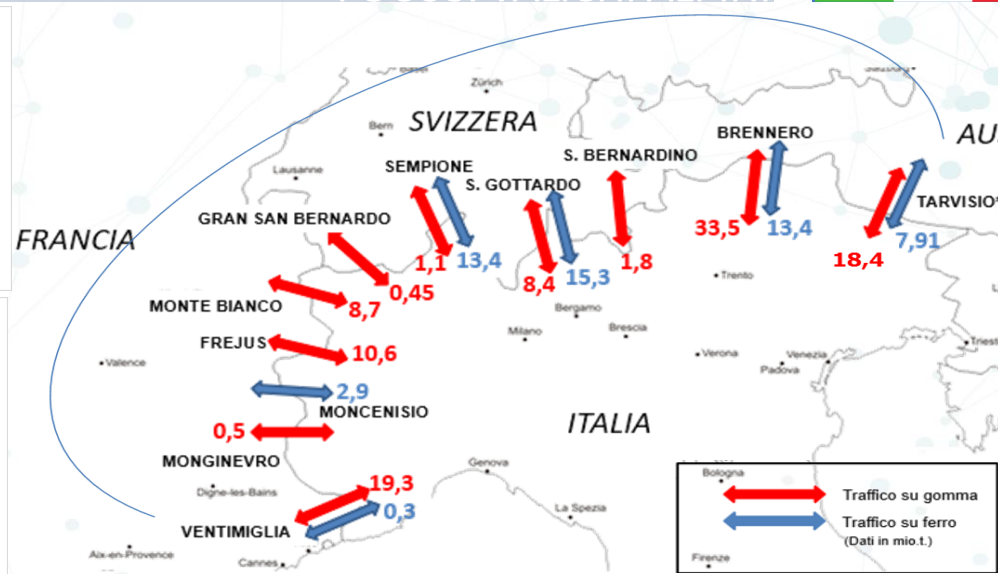 Zürich
SVIZZERA
Bern
BRENNERO
S. BERNARDINO
SEMPIONE
Lausanne
S. GOTTARDO
TARVISIO*
GRAN SAN BERNARDO
FRANCIA
33,5
13,4
7,91
18,4
1,1
13,4
1,8
8,4
15,3
0,45
Trento
MONTE BIANCO
8,7
Bergamo
Milano
Brescia
FREJUS
10,6
Verona
Venezia
Padova
Valence
2,9
MONCENISIO
ITALIA
0,5
MONGINEVRO
Genova
Digne-les-Bains
19,3
0,3
La Spezia
VENTIMIGLIA
Aix-en-Provence
Cannes
Bologna
Traffico su gomma
Traffico su ferro
(Dati in mio.t.)
Firenze